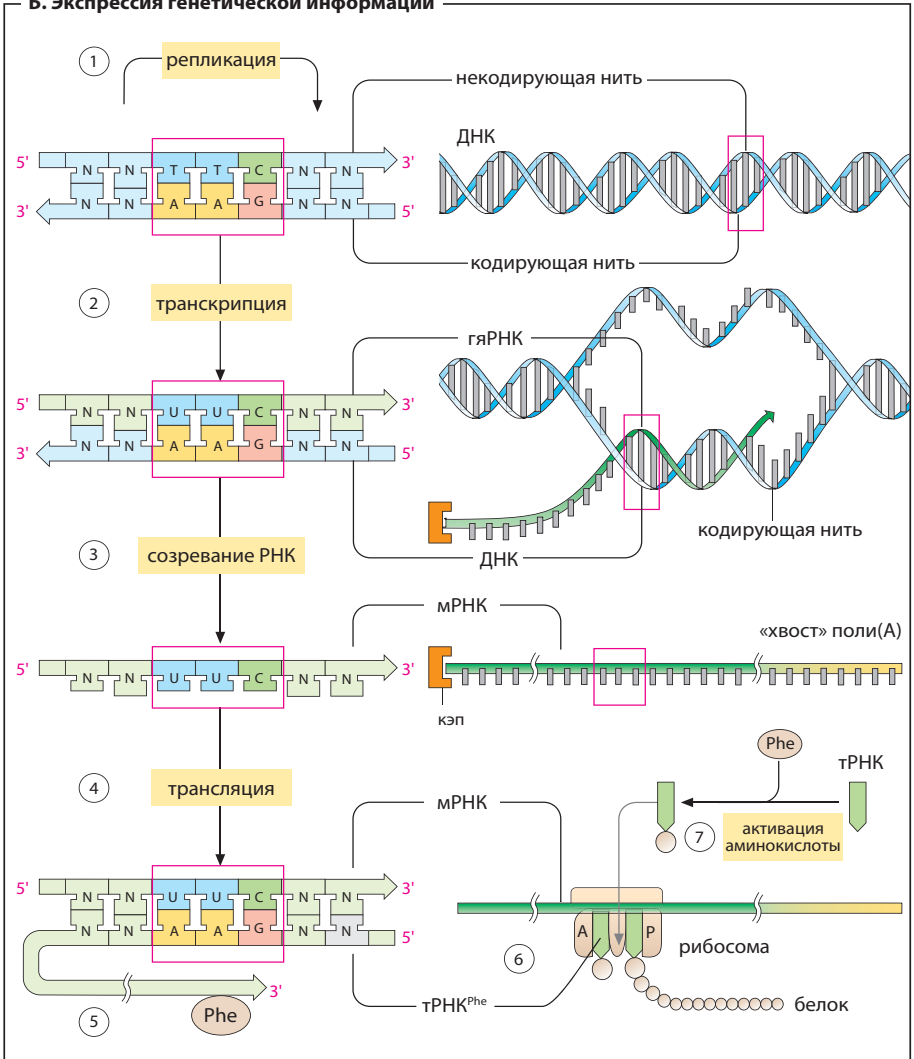 Б. Экспрессия генетической информации
1
репликация
некодирующая нить
ДНК
5' N N T T C N N 3'
3' N N A A G N N 5'
кодирующая нить
2
транскрипция
гяРНК
5' N N U U C N N 3'
3' N N A A G N N 5'
кодирующая нить
ДНК
3
созревание РНК
мРНК
«хвост» поли(А)
5' N N U U C N N 3'
кэп
4
трансляция
мРНК
Phe
тРНК
7
активация
аминокислоты
5' N N U U C N N 3'
N N A A G N N 5'
A P
рибосома
6
3'
5
Phe
тРНКPhe
белок